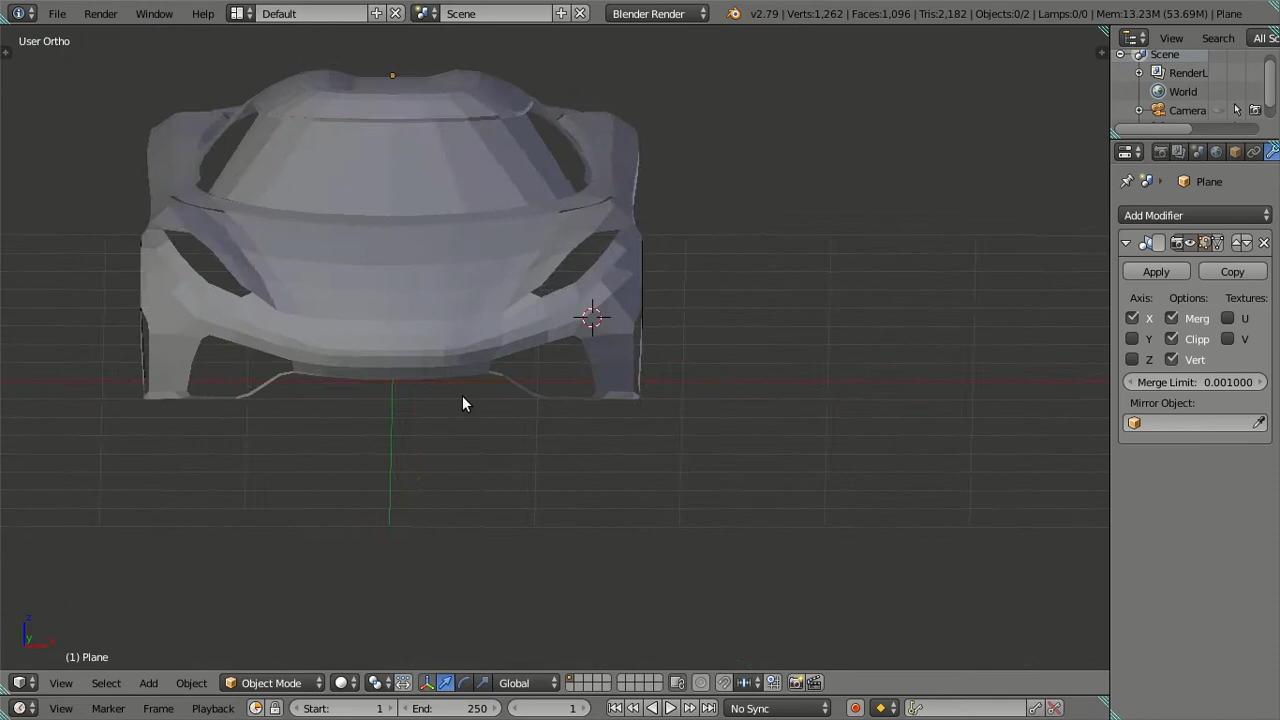 File Render Window Help Default Scene Blender Render v2.79 | Verts:1,262 | Faces:1,096 | Tris:2,182 | Objects:0/2 | Lamps:0/0 | Mem:13.23M (53.69M) | Plane
User Ortho
View Search All Sc
Scene
RenderL
World
Camera
Plane
Add Modifier
Apply Copy
Axis: Options: Textures:
X Merg U
Y Clipp V
Z Vert
Merge Limit: 0.001000
Mirror Object:
z
y x
(1) Plane
View Select Add Object Object Mode Global
View Marker Frame Playback Start: 1 End: 250 1 No Sync